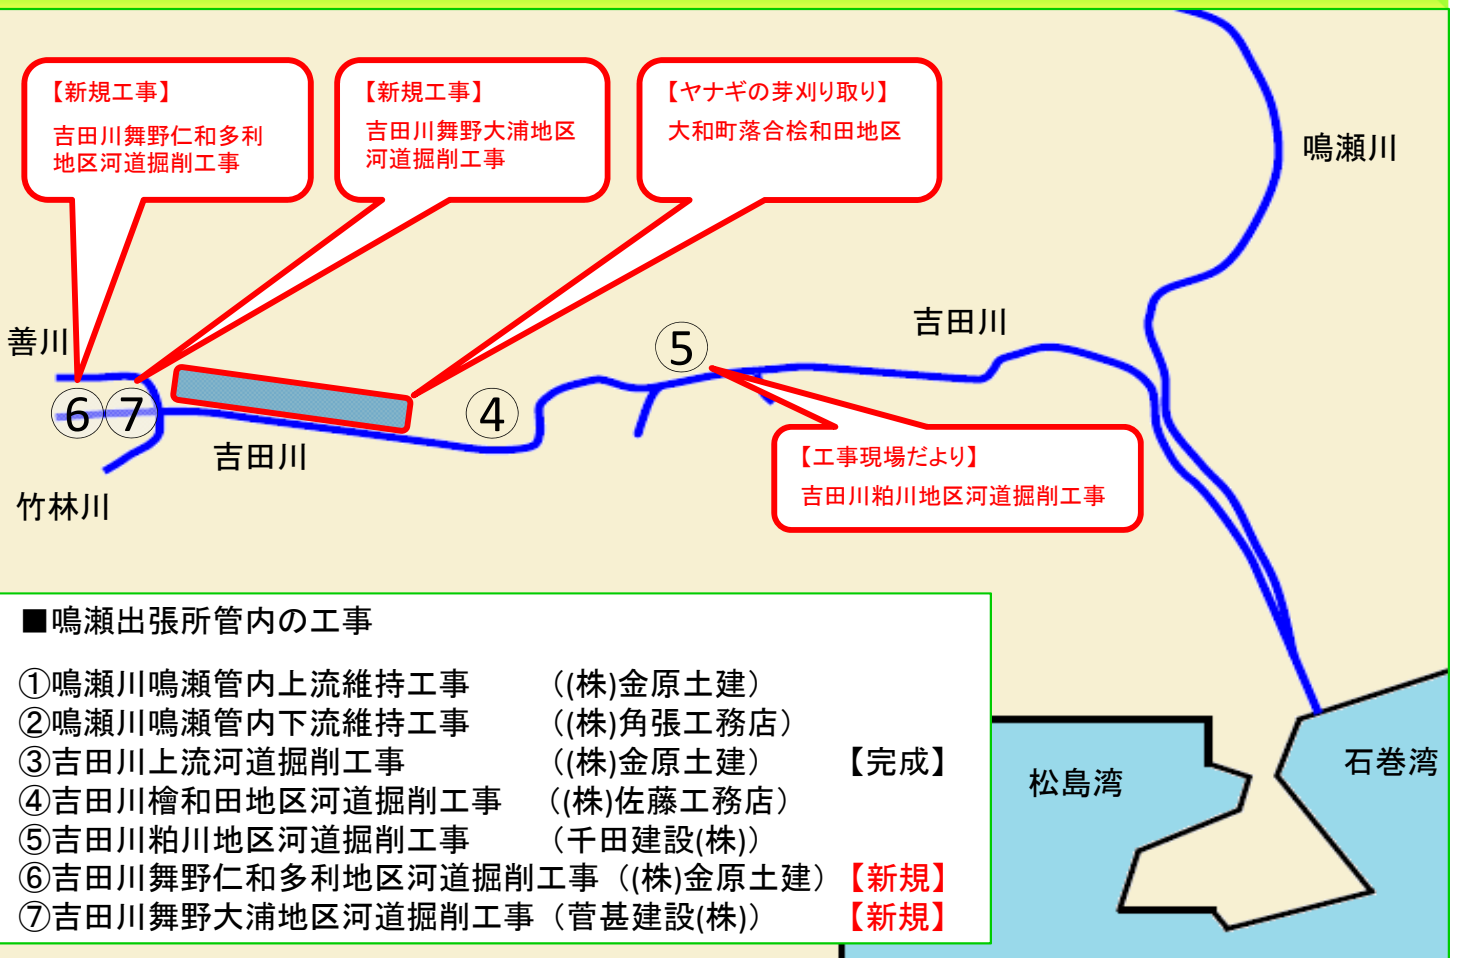 【新規工事】
吉田川舞野仁和多利
地区河道掘削工事
【新規工事】
吉田川舞野大浦地区
河道掘削工事
【ヤナギの芽刈り取り】
大和町落合桧和田地区
鳴瀬川
善川
吉田川
⑤
⑥
⑦
④
吉田川
竹林川
【工事現場だより】
吉田川粕川地区河道掘削工事
■鳴瀬出張所管内の工事
①鳴瀬川鳴瀬管内上流維持工事 （(株)金原土建）
②鳴瀬川鳴瀬管内下流維持工事 （(株)角張工務店）
③吉田川上流河道掘削工事 （(株)金原土建） 【完成】
④吉田川檜和田地区河道掘削工事 （(株)佐藤工務店）
⑤吉田川粕川地区河道掘削工事 （千田建設(株)）
⑥吉田川舞野仁和多利地区河道掘削工事（(株)金原土建）【新規】
⑦吉田川舞野大浦地区河道掘削工事（菅甚建設(株)） 【新規】
松島湾
石巻湾